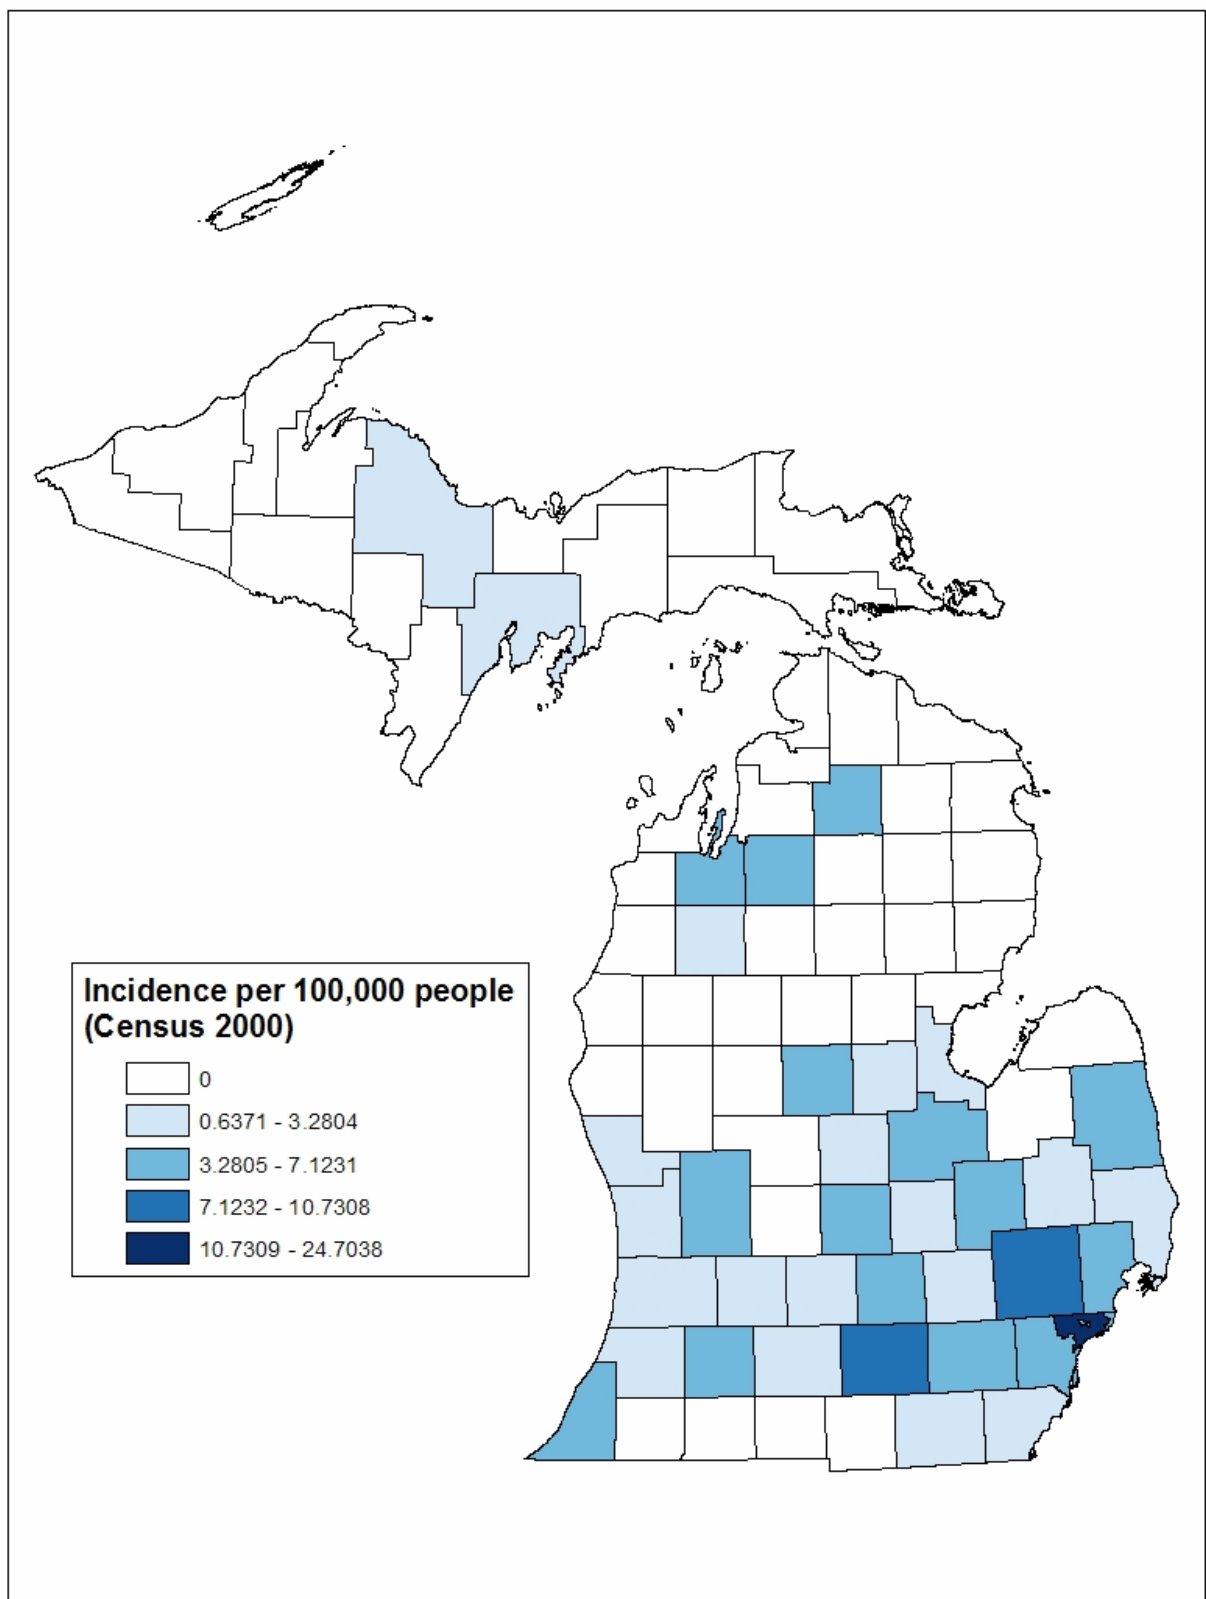 Incidence per 100,000 people
(Census 2000)
0
0.6371 - 3.2804
3.2805 - 7.1231
7.1232 - 10.7308
10.7309 - 24.7038